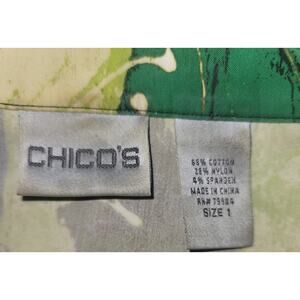 CHICO'S
68% COTTON
28% NYLON
4% SPANDEX
MADE IN CHINA
RN# 79984
SIZE 1